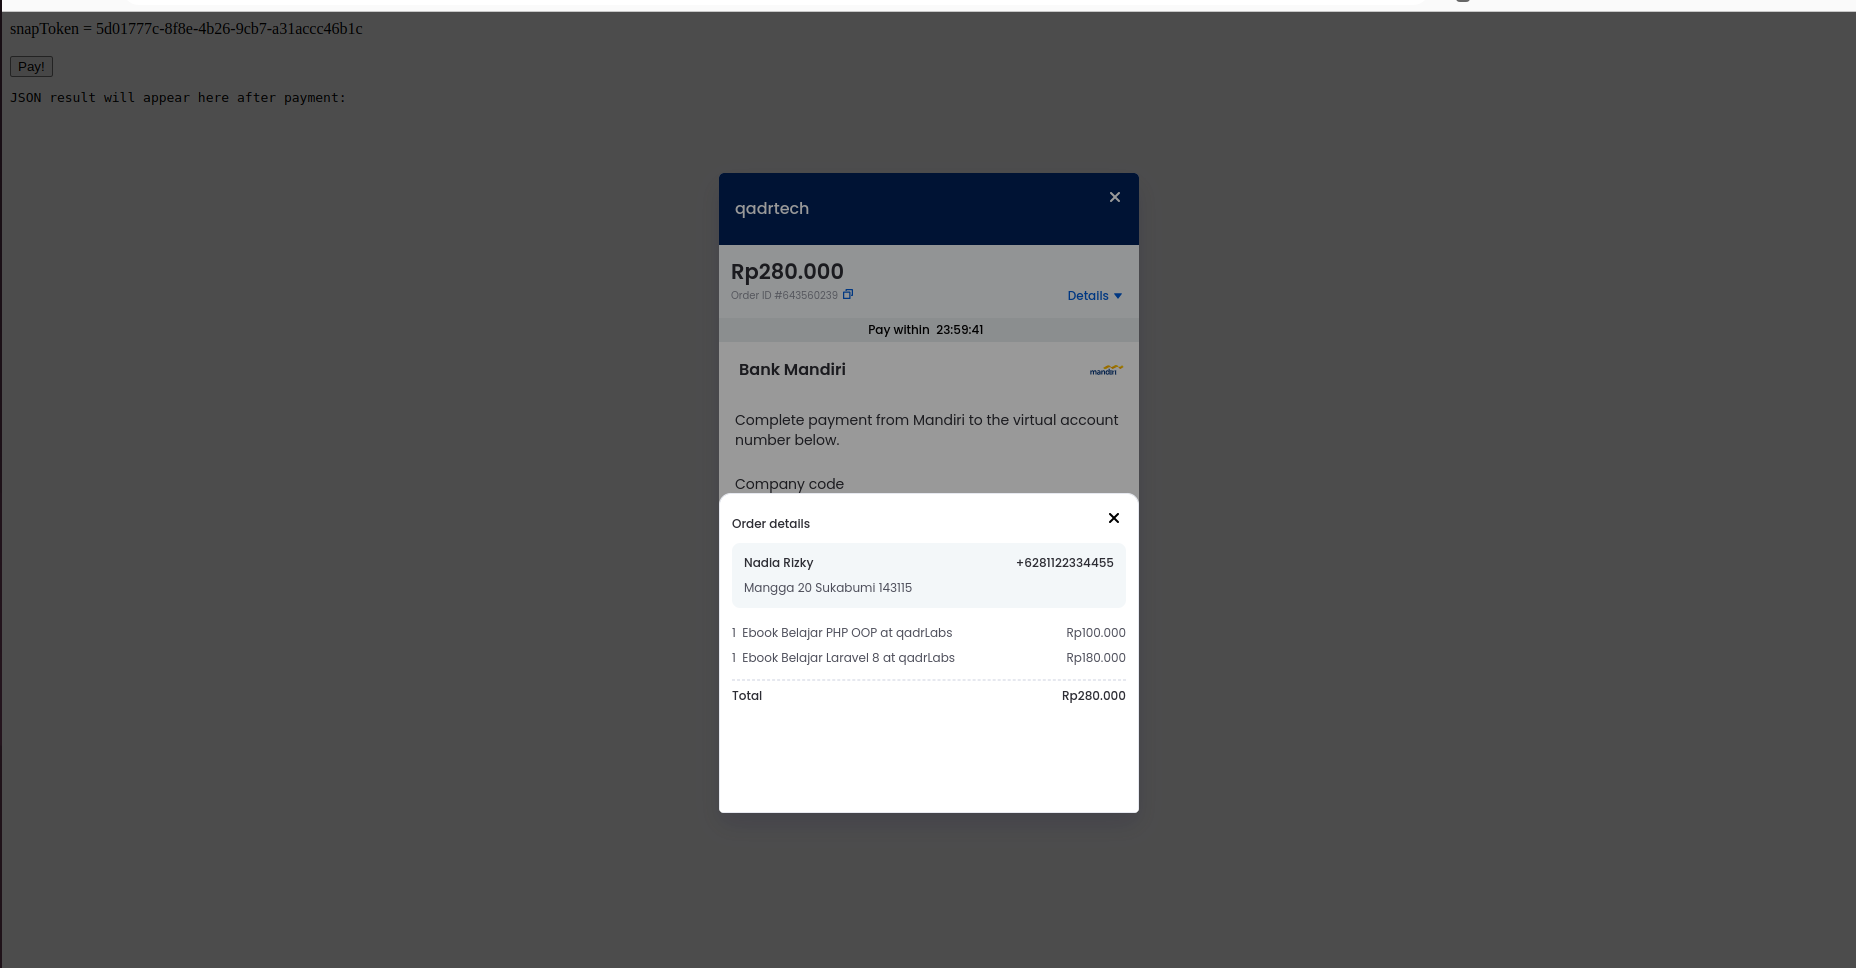 snapToken = 5d01777c-8f8e-4b26-9cb7-a31accc46b1c
Pay!
JSON result will appear here after payment:
qadrtech
Rp280.000
Order ID #643560239
Details
Pay within 23:59:41
Bank Mandiri
mandiri
Complete payment from Mandiri to the virtual account
number below.
Company code
Order details
Nadia Rizky +6281122334455
Mangga 20 Sukabumi 143115
1 Ebook Belajar PHP OOP at qadrLabs Rp100.000
1 Ebook Belajar Laravel 8 at qadrLabs Rp180.000
Total Rp280.000